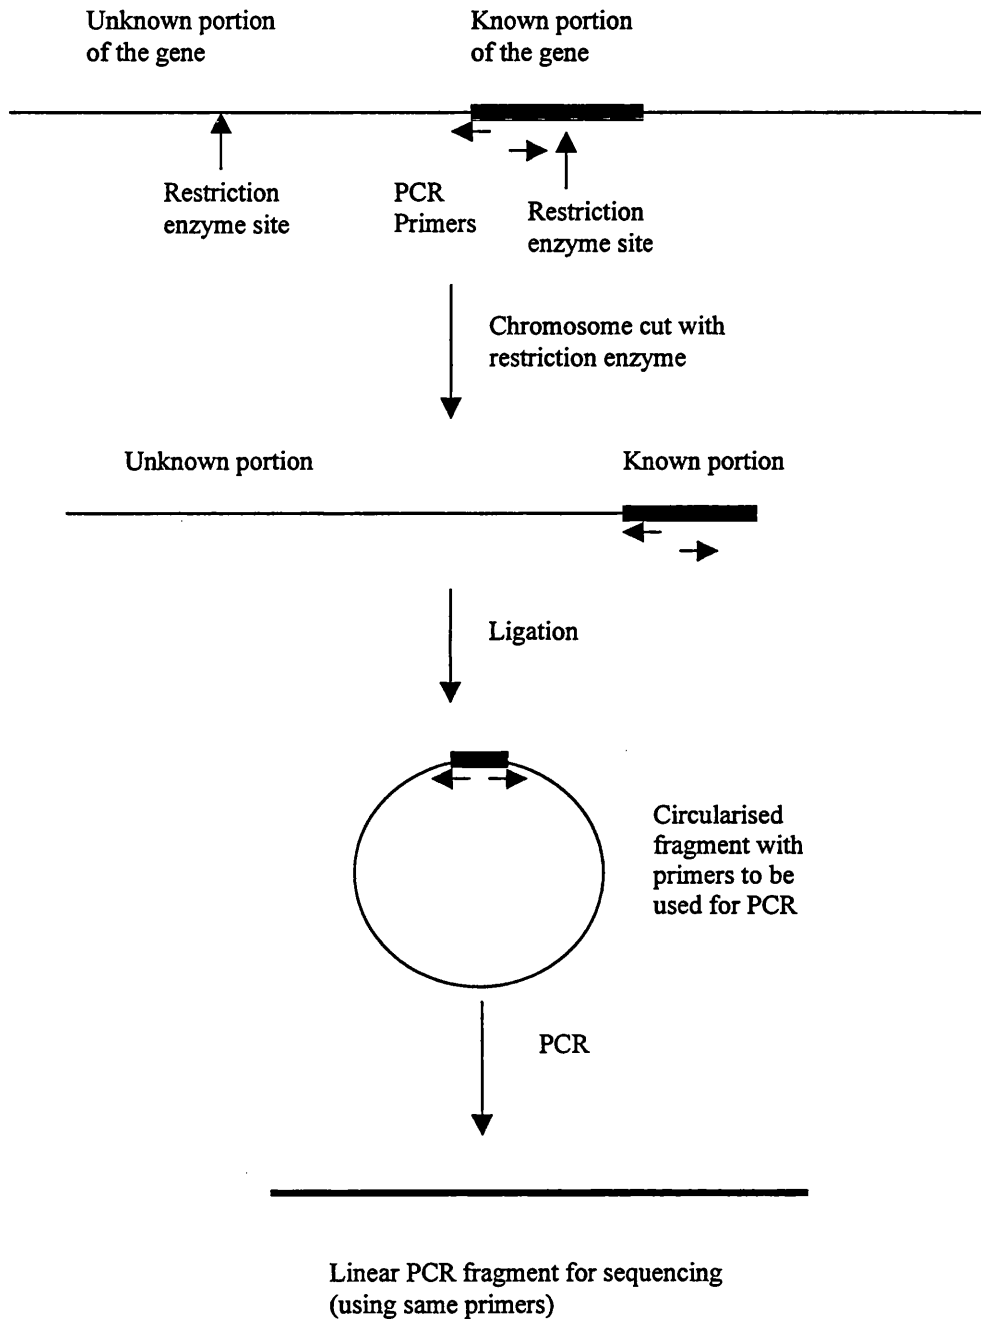 Unknown portion
of the gene
Known portion
of the gene
Restriction
enzyme site
PCR
Primers
Restriction
enzyme site
Chromosome cut with
restriction enzyme
Unknown portion
Known portion
Ligation
Circularised
fragment with
primers to be
used for PCR
PCR
Linear PCR fragment for sequencing
(using same primers)